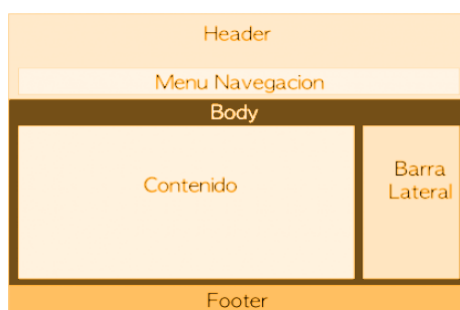 Header
Menu Navegacion
Body
Contenido
Barra
Lateral
Footer